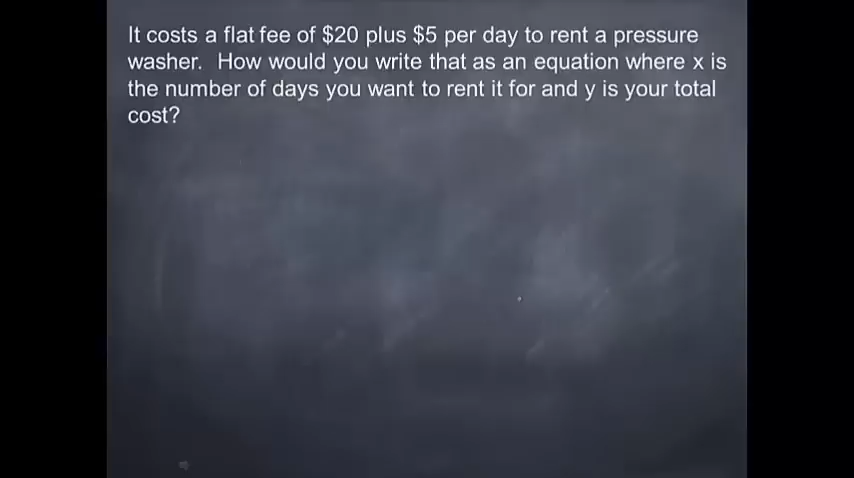 It costs a flat fee of $20 plus $5 per day to rent a pressure
washer. How would you write that as an equation where x is
the number of days you want to rent it for and y is your total
cost?